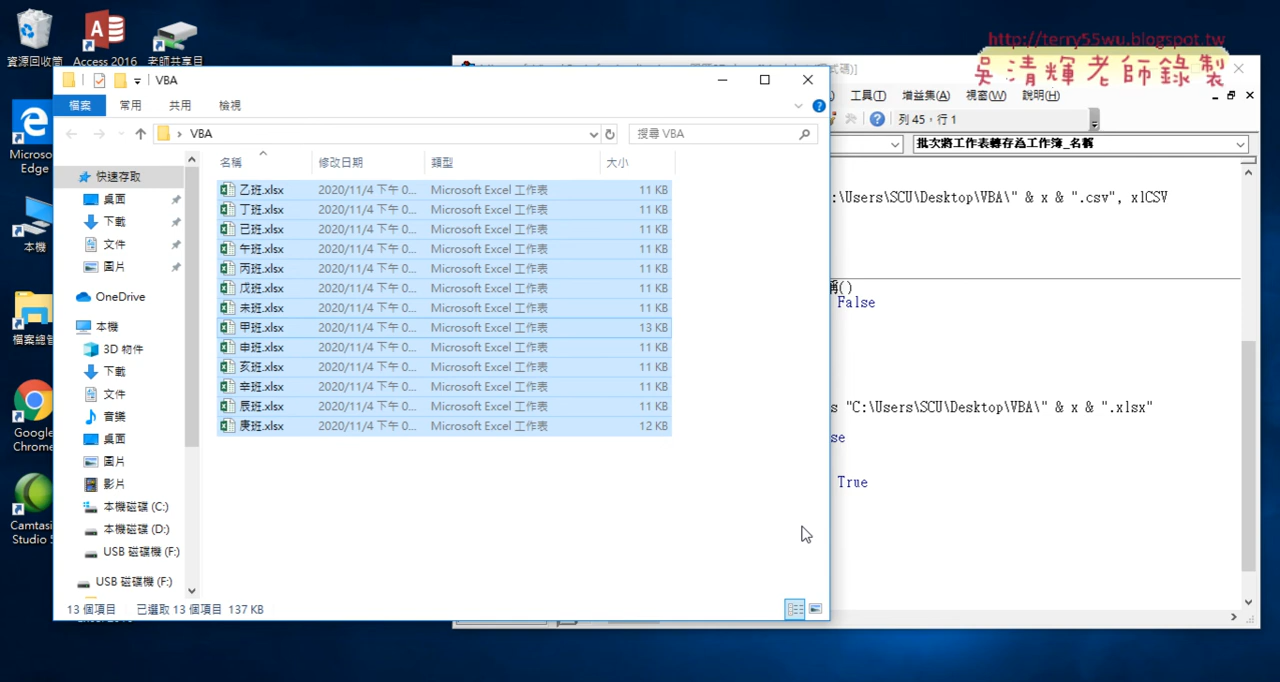 資源回收筒
Access 2016
老師共享目
http://terry55wu.blogspot.tw
吳清輝老師錄製
VBA
檔案
常用
共用
檢視
工具(T)
增益集(A)
視窗(W)
說明(H)
列 45，行 1
VBA
搜尋 VBA
批次將工作表轉存為工作簿_名稱
Microso
Edge
本機
檔案總管
Google
Chrome
Camtasi
Studio
快速存取
桌面
下載
文件
圖片
OneDrive
本機
3D 物件
下載
文件
音樂
桌面
圖片
影片
本機磁碟 (C:)
本機磁碟 (D:)
USB 磁碟機 (F:)
USB 磁碟機 (F:)
名稱
修改日期
類型
大小
乙班.xlsx 2020/11/4 下午 0... Microsoft Excel 工作表 11 KB
丁班.xlsx 2020/11/4 下午 0... Microsoft Excel 工作表 11 KB
己班.xlsx 2020/11/4 下午 0... Microsoft Excel 工作表 11 KB
午班.xlsx 2020/11/4 下午 0... Microsoft Excel 工作表 11 KB
丙班.xlsx 2020/11/4 下午 0... Microsoft Excel 工作表 11 KB
戊班.xlsx 2020/11/4 下午 0... Microsoft Excel 工作表 11 KB
未班.xlsx 2020/11/4 下午 0... Microsoft Excel 工作表 11 KB
甲班.xlsx 2020/11/4 下午 0... Microsoft Excel 工作表 13 KB
申班.xlsx 2020/11/4 下午 0... Microsoft Excel 工作表 11 KB
亥班.xlsx 2020/11/4 下午 0... Microsoft Excel 工作表 11 KB
辛班.xlsx 2020/11/4 下午 0... Microsoft Excel 工作表 11 KB
辰班.xlsx 2020/11/4 下午 0... Microsoft Excel 工作表 11 KB
庚班.xlsx 2020/11/4 下午 0... Microsoft Excel 工作表 12 KB
:\Users\SCU\Desktop\VBA\" & x & ".csv", xlCSV
稱()
False
s "C:\Users\SCU\Desktop\VBA\" & x & ".xlsx"
se
True
13 個項目
已選取 13 個項目 137 KB